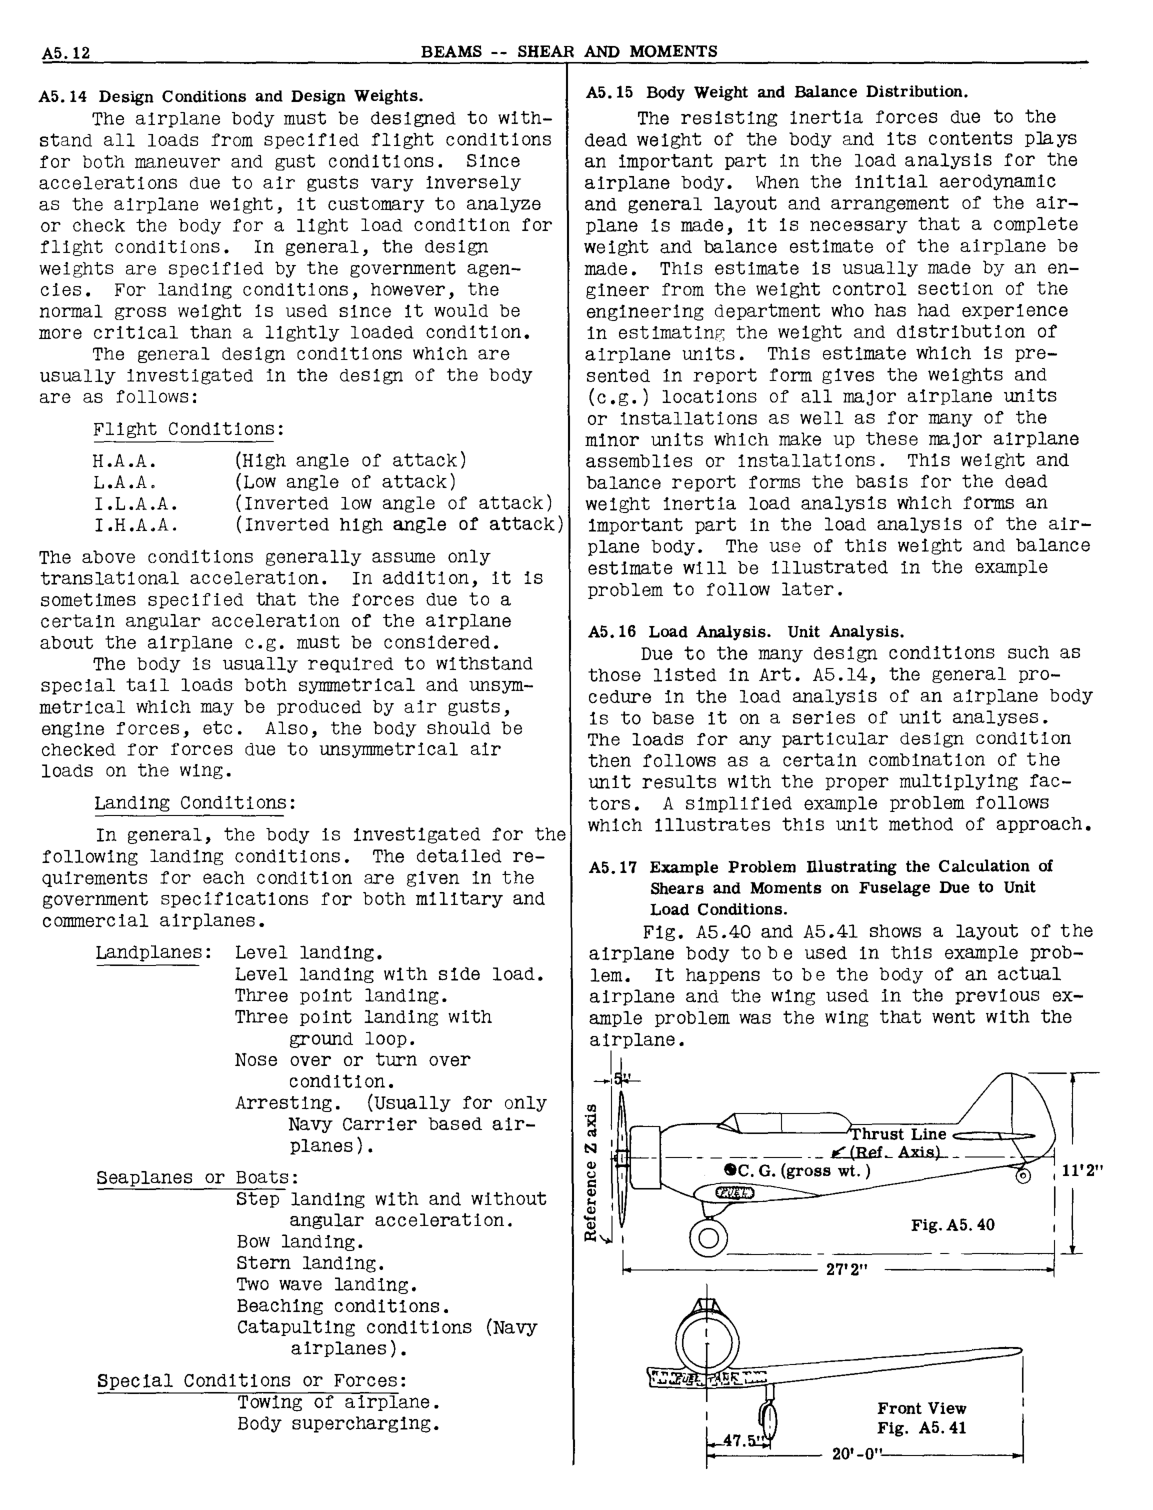 A5.12
BEAMS -- SHEAR AND MOMENTS
A5.14 Design Conditions and Design Weights.
The airplane body must be designed to with-
stand all loads from specified flight conditions
for both maneuver and gust conditions. Since
accelerations due to air gusts vary inversely
as the airplane weight, it customary to analyze
or check the body for a light load condition for
flight conditions. In general, the design
weights are specified by the government agen-
cies. For landing conditions, however, the
normal gross weight is used since it would be
more critical than a lightly loaded condition.
The general design conditions which are
usually investigated in the design of the body
are as follows:
Flight Conditions:
H.A.A. (High angle of attack)
L.A.A. (Low angle of attack)
I.L.A.A. (Inverted low angle of attack)
I.H.A.A. (Inverted high angle of attack)
The above conditions generally assume only
translational acceleration. In addition, it is
sometimes specified that the forces due to a
certain angular acceleration of the airplane
about the airplane c.g. must be considered.
The body is usually required to withstand
special tail loads both symmetrical and unsym-
metrical which may be produced by air gusts,
engine forces, etc. Also, the body should be
checked for forces due to unsymmetrical air
loads on the wing.
Landing Conditions:
In general, the body is investigated for the
following landing conditions. The detailed re-
quirements for each condition are given in the
government specifications for both military and
commercial airplanes.
Landplanes: Level landing.
Level landing with side load.
Three point landing.
Three point landing with
ground loop.
Nose over or turn over
condition.
Arresting. (Usually for only
Navy Carrier based air-
planes).
Seaplanes or Boats:
Step landing with and without
angular acceleration.
Bow landing.
Stern landing.
Two wave landing.
Beaching conditions.
Catapulting conditions (Navy
airplanes).
Special Conditions or Forces:
Towing of airplane.
Body supercharging.
A5.15 Body Weight and Balance Distribution.
The resisting inertia forces due to the
dead weight of the body and its contents plays
an important part in the load analysis for the
airplane body. When the initial aerodynamic
and general layout and arrangement of the air-
plane is made, it is necessary that a complete
weight and balance estimate of the airplane be
made. This estimate is usually made by an en-
gineer from the weight control section of the
engineering department who has had experience
in estimating the weight and distribution of
airplane units. This estimate which is pre-
sented in report form gives the weights and
(c.g.) locations of all major airplane units
or installations as well as for many of the
minor units which make up these major airplane
assemblies or installations. This weight and
balance report forms the basis for the dead
weight inertia load analysis which forms an
important part in the load analysis of the air-
plane body. The use of this weight and balance
estimate will be illustrated in the example
problem to follow later.
A5.16 Load Analysis. Unit Analysis.
Due to the many design conditions such as
those listed in Art. A5.14, the general pro-
cedure in the load analysis of an airplane body
is to base it on a series of unit analyses.
The loads for any particular design condition
then follows as a certain combination of the
unit results with the proper multiplying fac-
tors. A simplified example problem follows
which illustrates this unit method of approach.
A5.17 Example Problem Illustrating the Calculation of
Shears and Moments on Fuselage Due to Unit
Load Conditions.
Fig. A5.40 and A5.41 shows a layout of the
airplane body to be used in this example prob-
lem. It happens to be the body of an actual
airplane and the wing used in the previous ex-
ample problem was the wing that went with the
airplane.
5"
Reference Z axis
Thrust Line
(Ref. Axis)
C.G.(gross wt.)
FUEL
11'2"
Fig. A5.40
27'2"
FUEL TANK
Front View
Fig. A5.41
47.5"
20'-0"